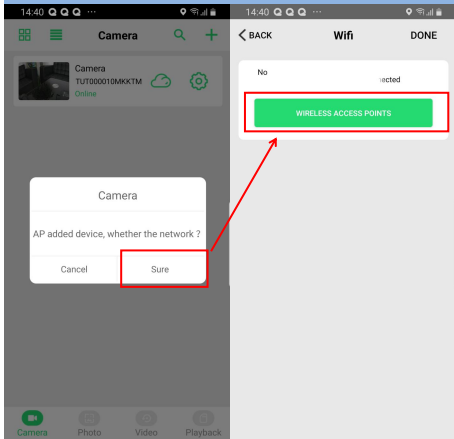 14:40 Q Q Q ···
Camera
Camera
TUT000010MKKTM
Online
Camera
AP added device, whether the network ?
Cancel Sure
Camera Photo Video Playback
14:40 Q Q Q ···
BACK Wifi DONE
No
WIRELESS ACCESS POINTS